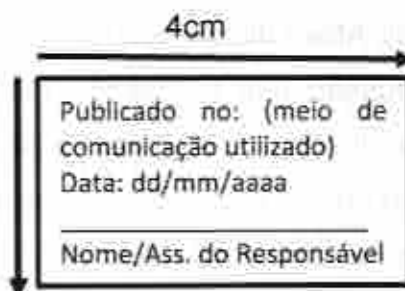 4cm
Publicado no: (meio de
comunicação utilizado)
Data: dd/mm/aaaa
Nome/Ass. do Responsável